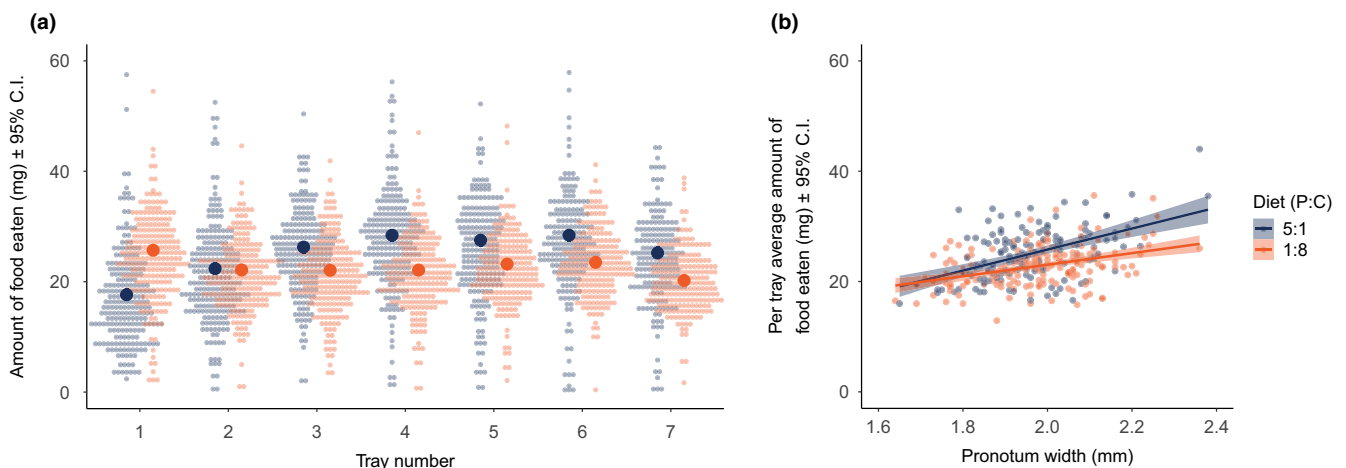 (a)
Amount of food eaten (mg) ± 95% C.I.
60
40
20
0
1 2 3 4 5 6 7
Tray number
(b)
Per tray average amount of
food eaten (mg) ± 95% C.I.
60
40
20
0
1.6 1.8 2.0 2.2 2.4
Pronotum width (mm)
Diet (P:C)
5:1
1:8